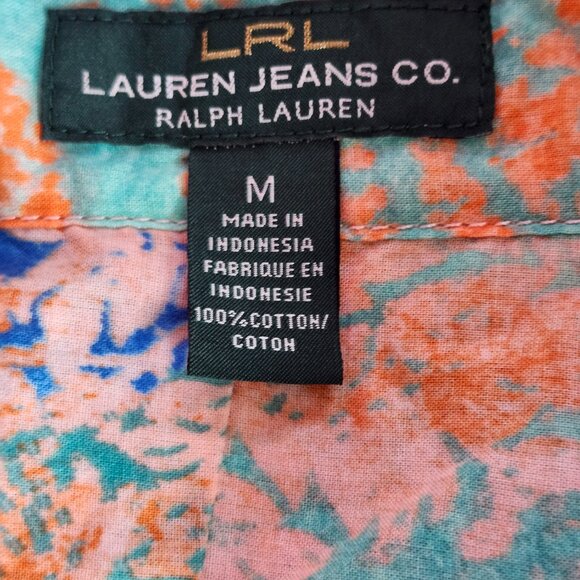 LRL
LAUREN JEANS CO.
RALPH LAUREN
M
MADE IN
INDONESIA
FABRIQUE EN
INDONESIE
100%COTTON/
COTON